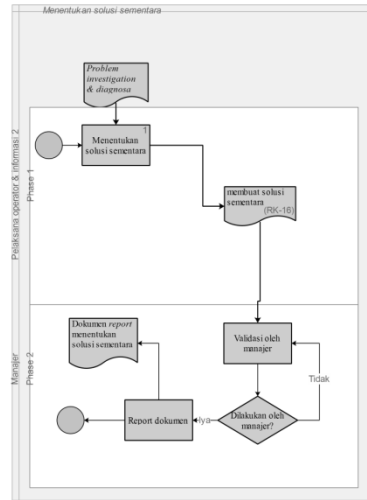 Menentukan solusi sementara
Pelaksana operator & informasi 2
Phase 1
Problem
investigation
& diagnosa
1
Menentukan
solusi sementara
membuat solusi
sementara
(RK-16)
Manajer
Phase 2
Dokumen report
menentukan
solusi sementara
Validasi oleh
manajer
Tidak
Report dokumen
Iya
Dilakukan oleh
manajer?